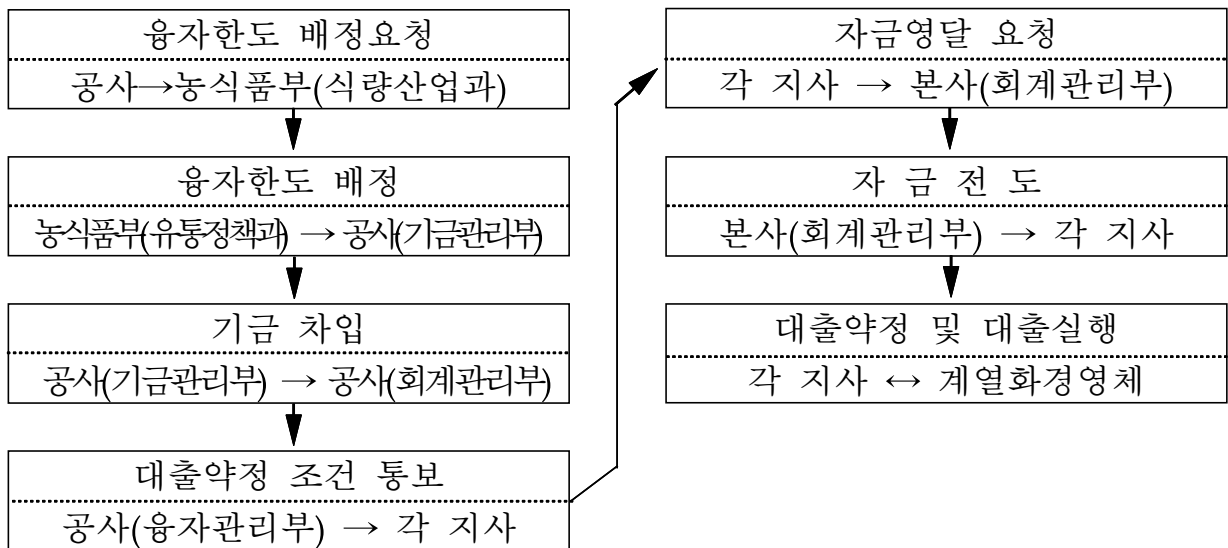 융자한도 배정요청
공사→농식품부(식량산업과)
융자한도 배정
농식품부(유통정책과) → 공사(기금관리부)
기금 차입
공사(기금관리부) → 공사(회계관리부)
대출약정 조건 통보
공사(융자관리부) → 각 지사
자금영달 요청
각 지사 → 본사(회계관리부)
자 금 전 도
본사(회계관리부) → 각 지사
대출약정 및 대출실행
각 지사 ↔ 계열화경영체